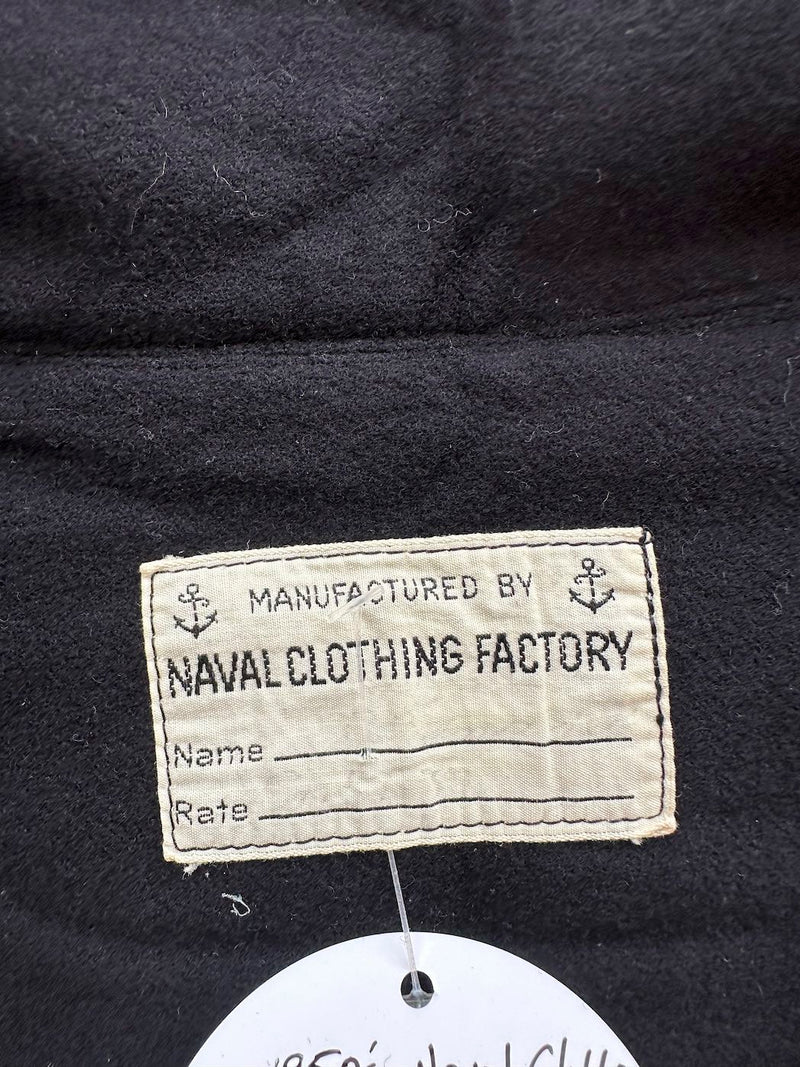 MANUFACTURED BY
NAVAL CLOTHING FACTORY
Name
Rate